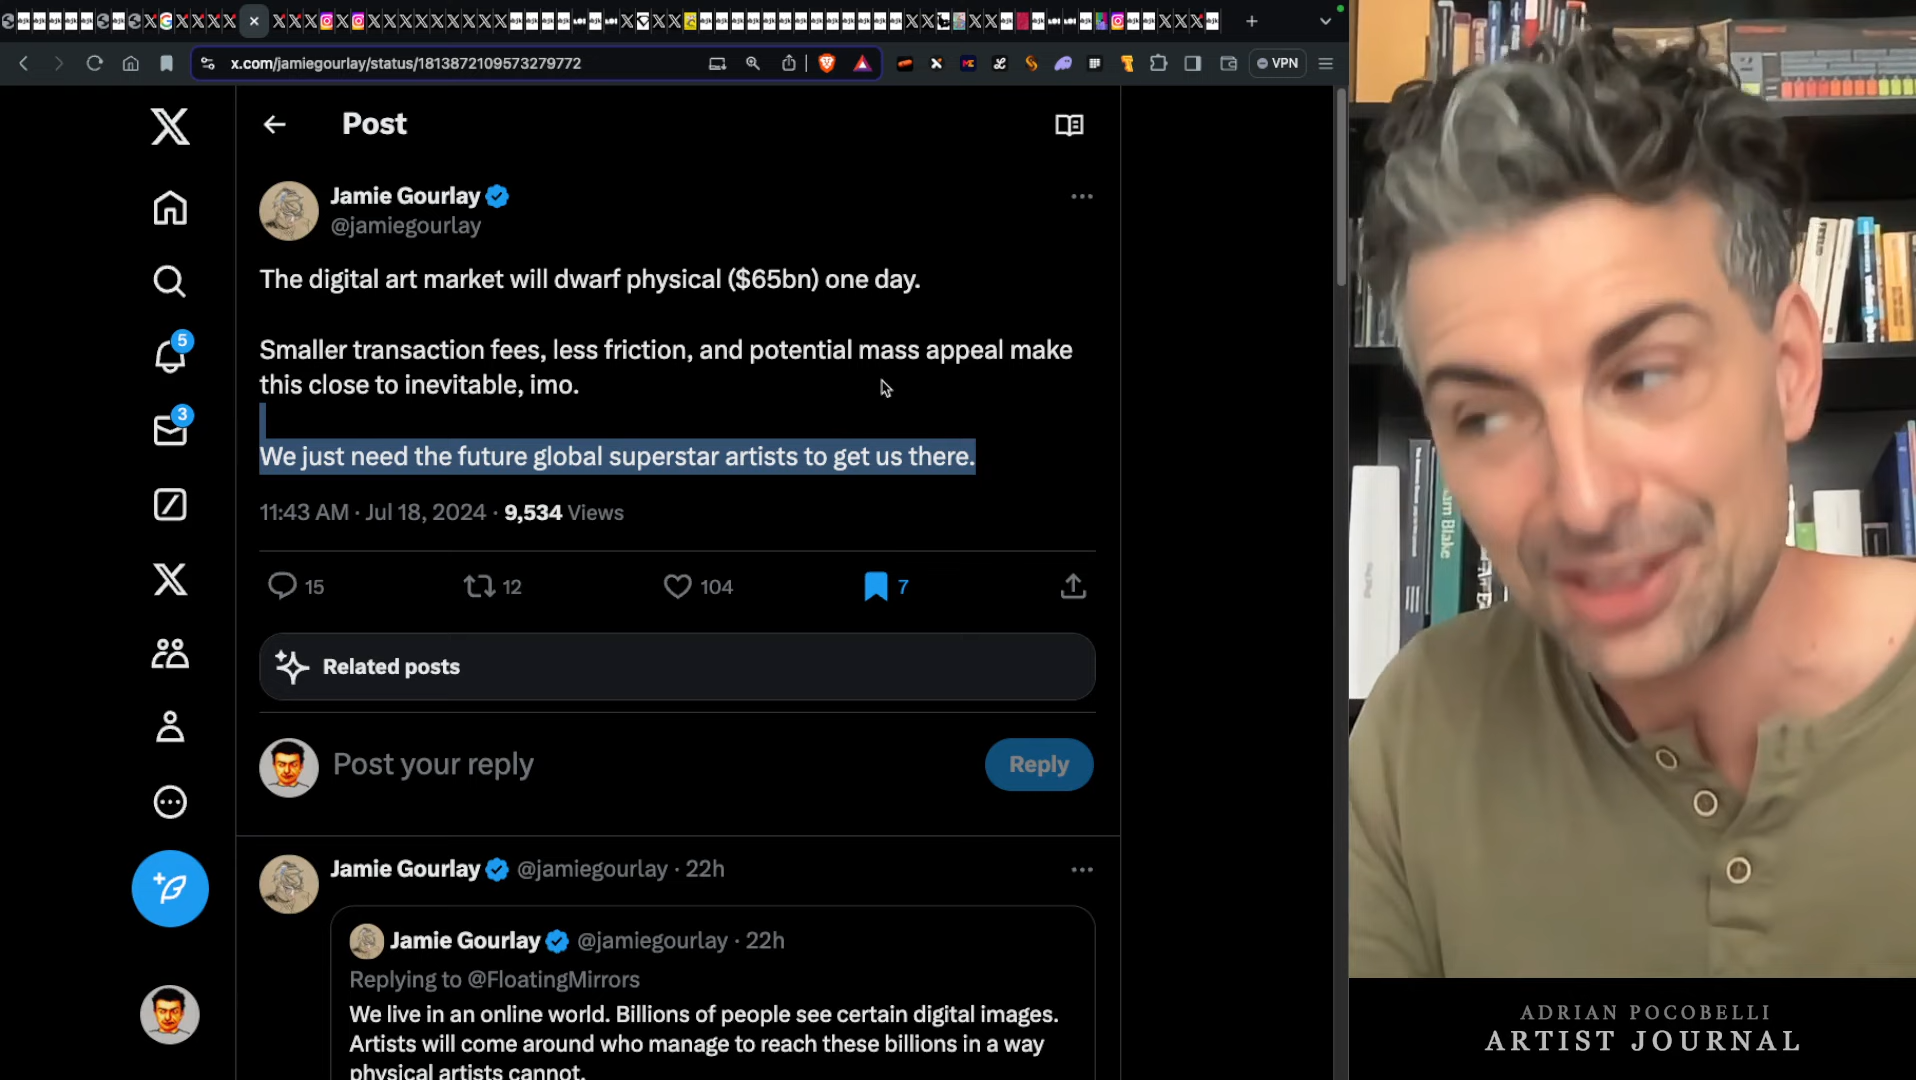 x.com/jamiegourlay/status/1813872109573279772
VPN
Post
Jamie Gourlay
@jamiegourlay
The digital art market will dwarf physical ($65bn) one day.
Smaller transaction fees, less friction, and potential mass appeal make
this close to inevitable, imo.
We just need the future global superstar artists to get us there.
11:43 AM · Jul 18, 2024 · 9,534 Views
15 12 104 7
5
3
Related posts
Post your reply
Reply
Jamie Gourlay @jamiegourlay · 22h
Jamie Gourlay @jamiegourlay · 22h
Replying to @FloatingMirrors
We live in an online world. Billions of people see certain digital images.
Artists will come around who manage to reach these billions in a way
physical artists cannot.
Blake
ADRIAN POCOBELLI
ARTIST JOURNAL